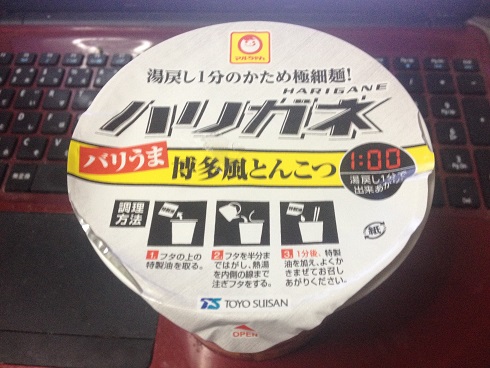 マルちゃん
湯戻し1分のかため極細麺!
HARIGANE
ハリガネ
バリうま 博多風とんこつ
1:00
湯戻し1分で
出来あがり
調理
方法
1. フタの上の
特製油を取る。
2. フタを半分ま
ではがし、熱湯
を内側の線まで
注ぎフタをする。
3. 1分後、特製
油を加え、よくか
きまぜてお召し
あがりください。
TS TOYO SUISAN
OPEN